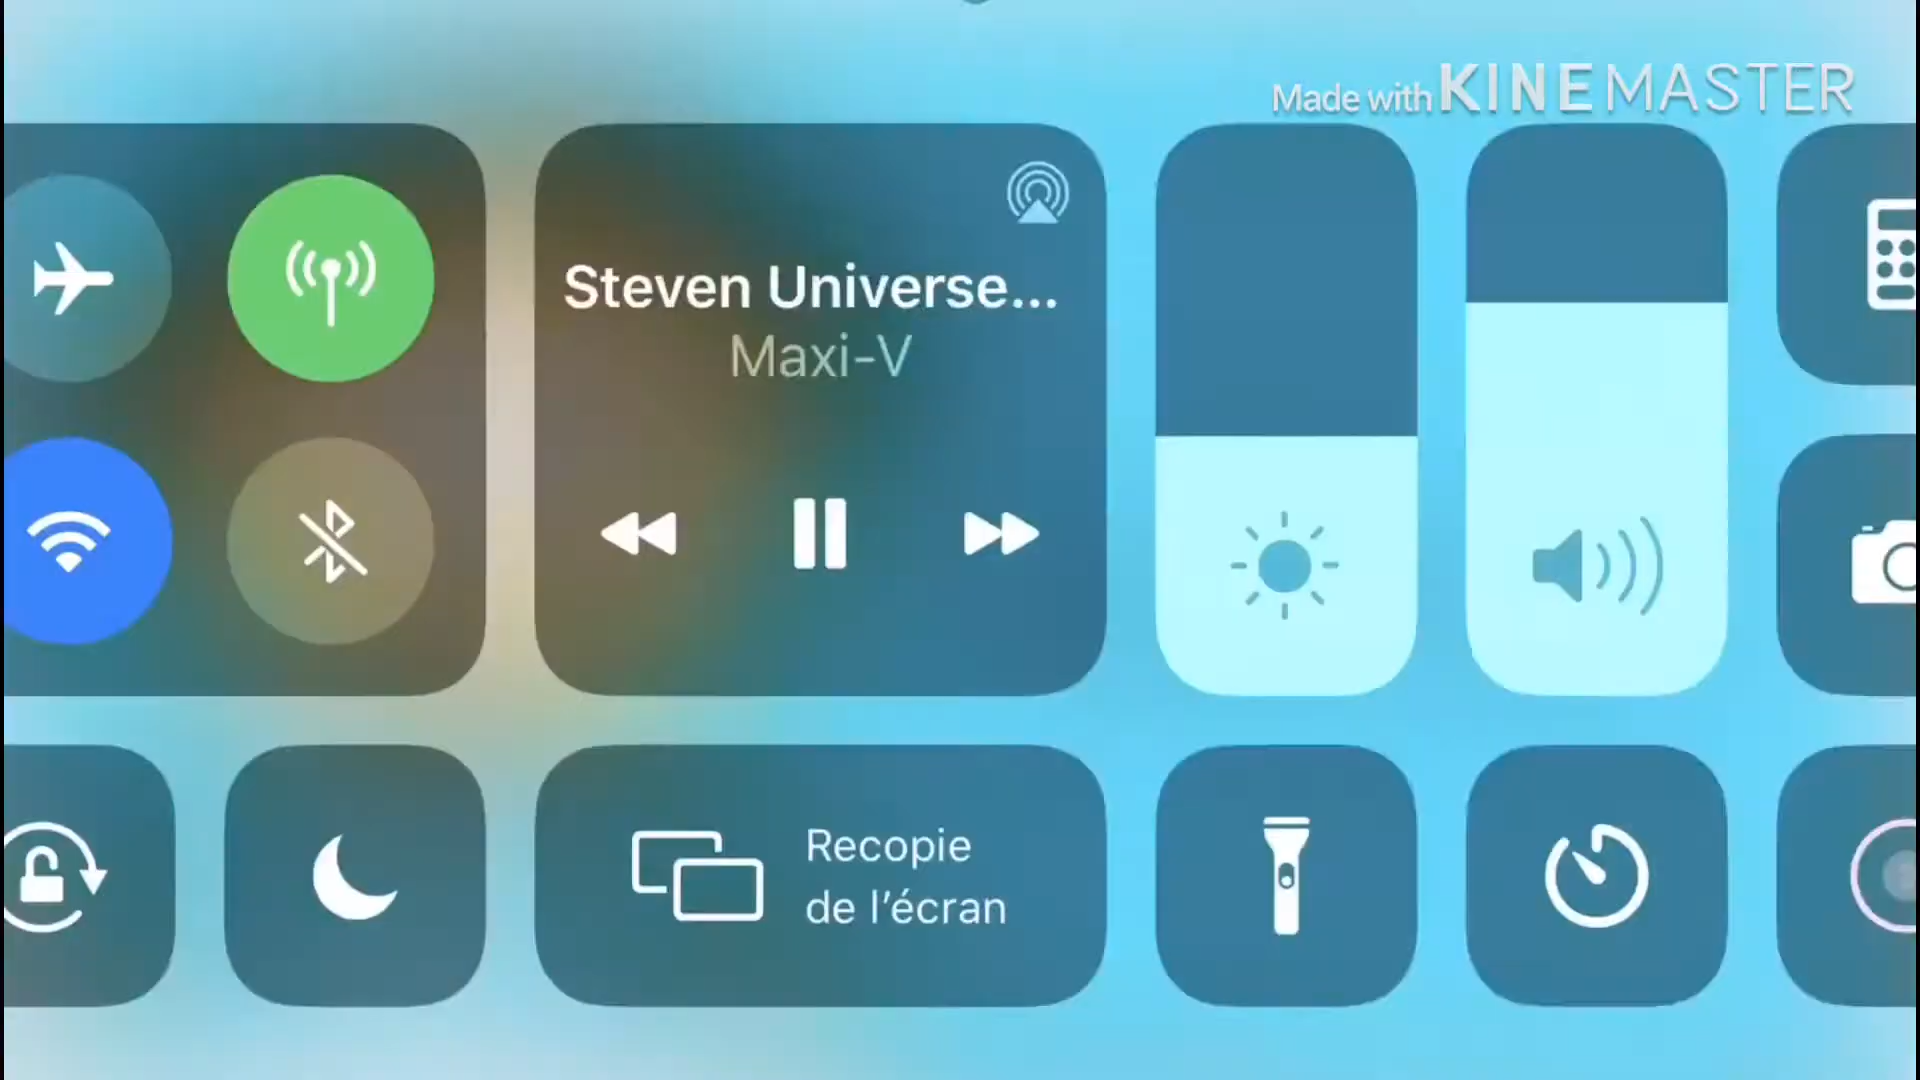 Made with KINEMASTER
Steven Universe...
Maxi-V
Recopie
de l'écran